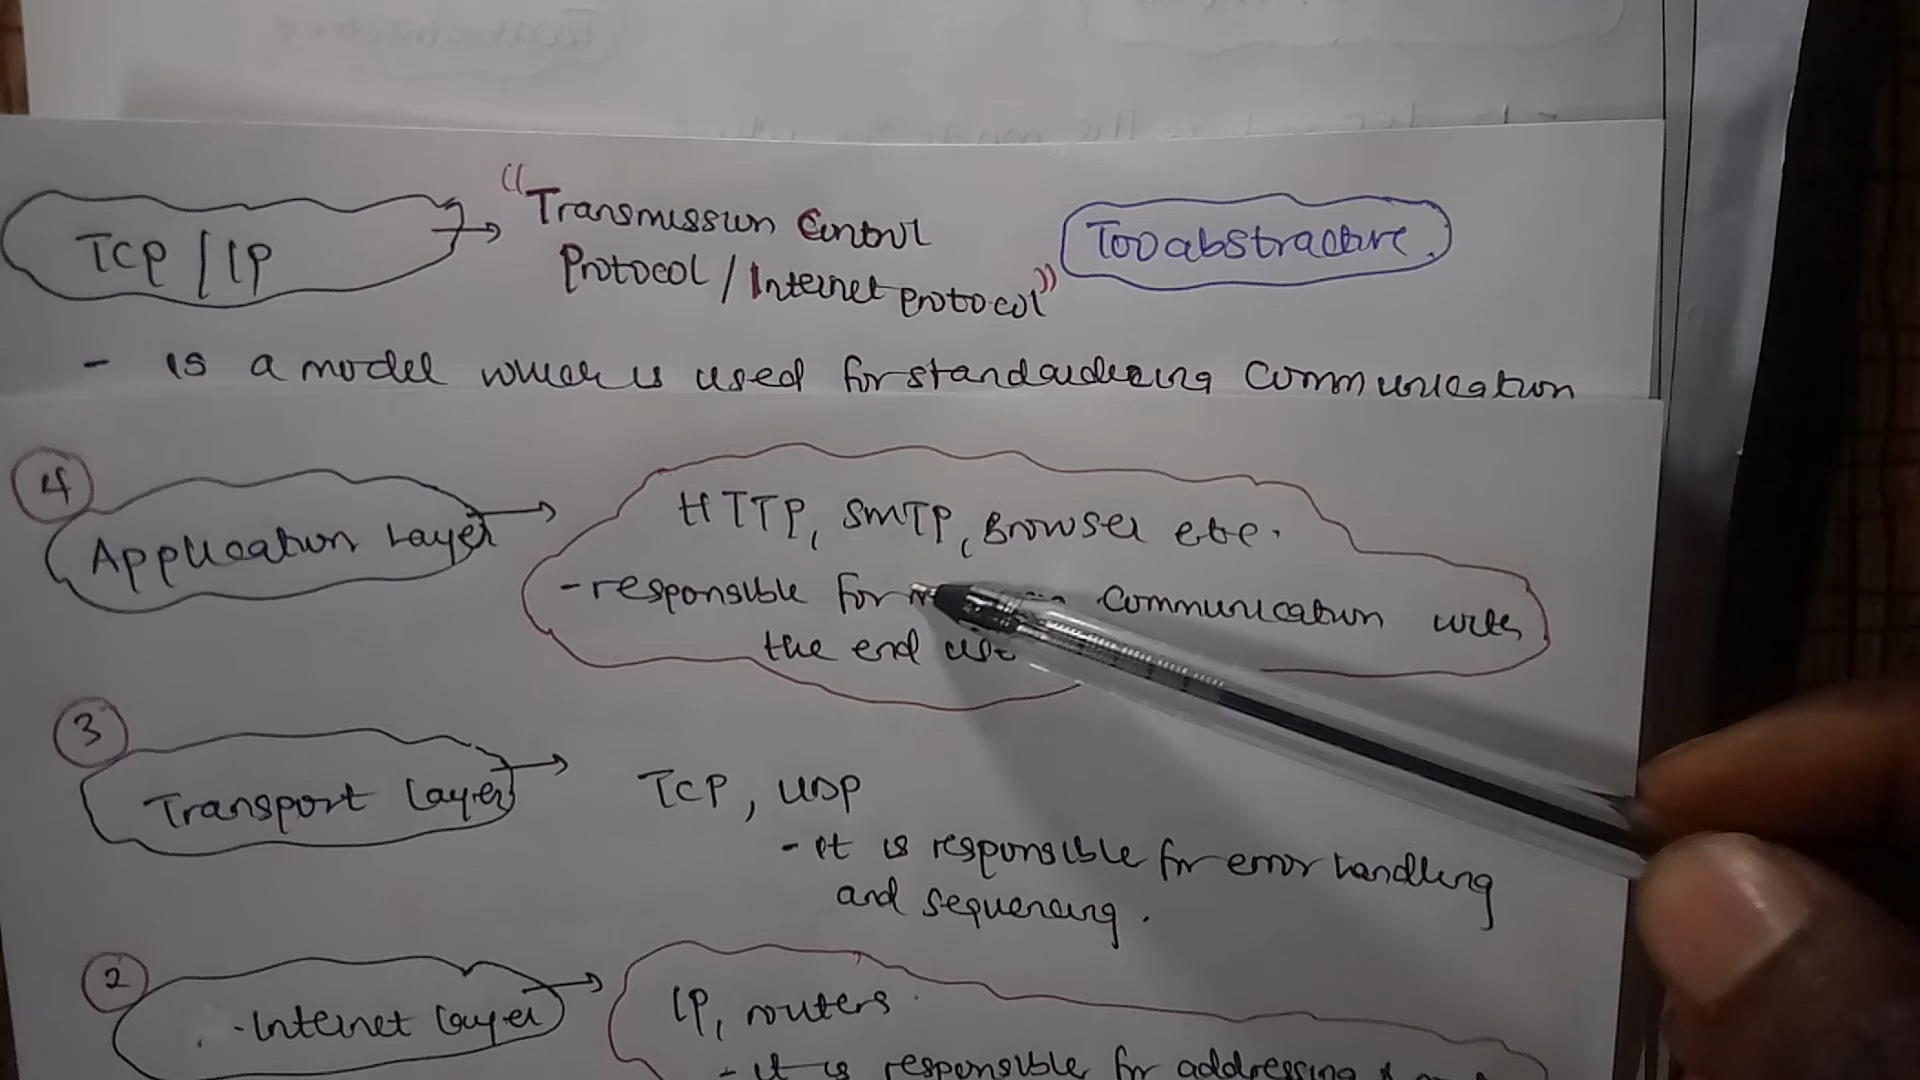 TCP/IP
"Transmission Control
Protocol/Internet protocol"
Too abstractive.
- is a model which is used for standardizing communication
4
Application Layer
HTTP, SMTP, Browser etc.
- responsible for communication with
the end
3
Transport Layer
TCP, UDP
- it is responsible for error handling
and sequencing.
2
- Internet Layer
IP, routers
- it is responsible for addressing